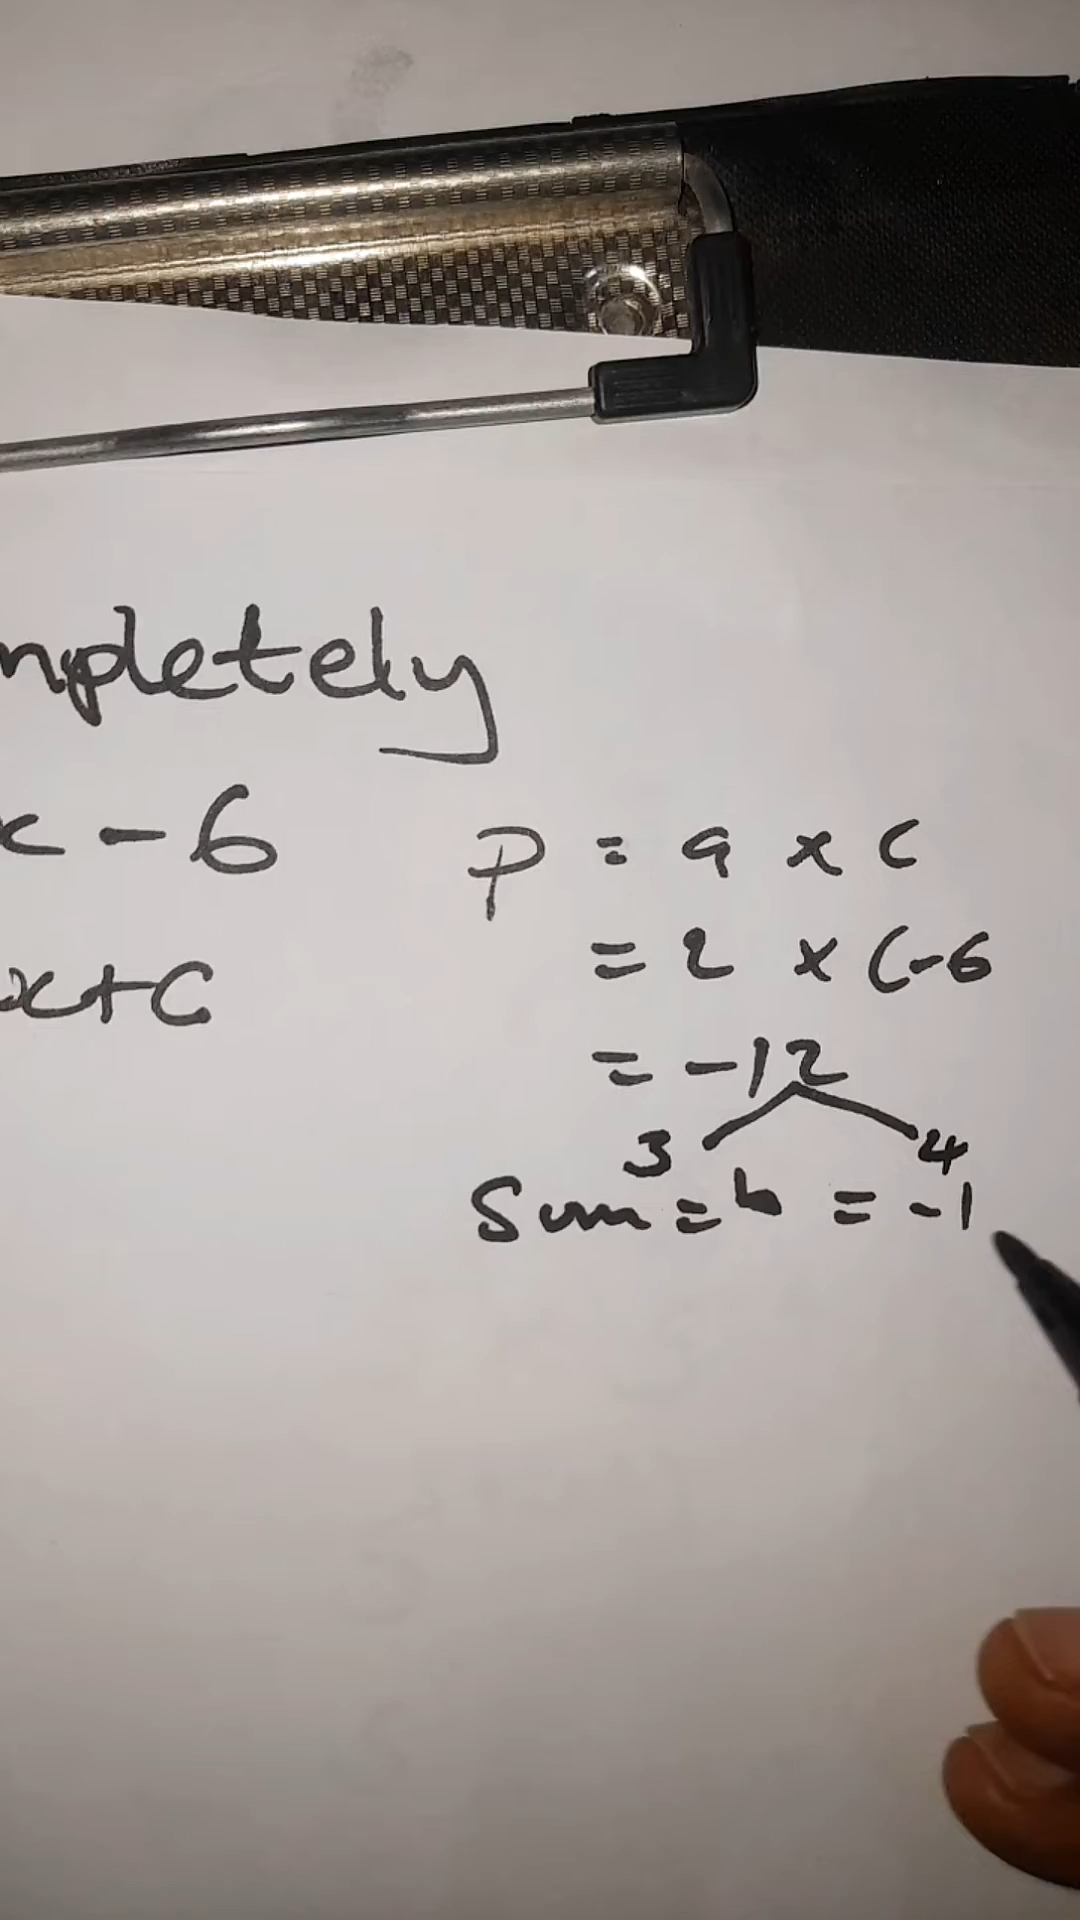 mpletely
x - 6
P = a x c
x+c
= 2 x (-6
= -12
3 4
Sum = b = -1